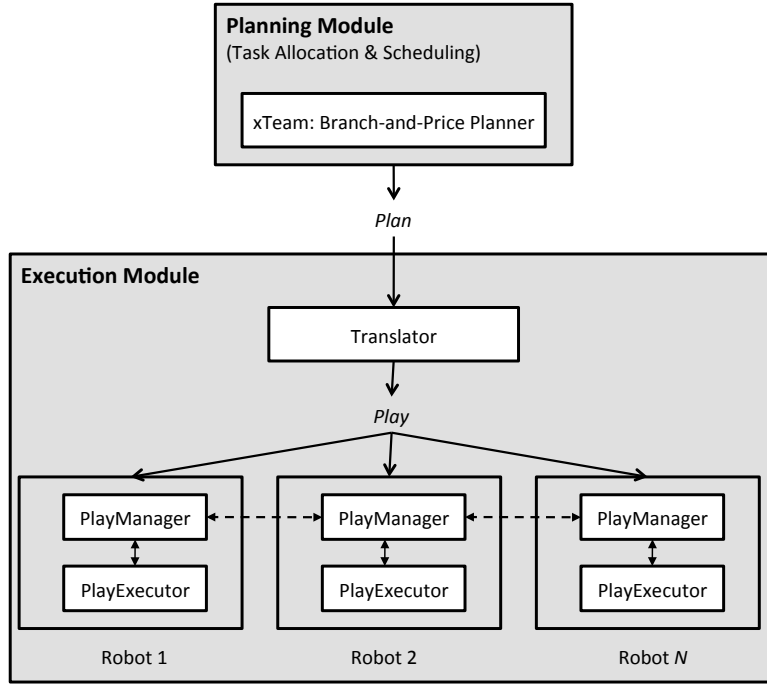 Planning Module
(Task Allocation & Scheduling)
xTeam: Branch-and-Price Planner
Plan
Execution Module
Translator
Play
PlayManager
PlayManager
PlayManager
PlayExecutor
PlayExecutor
PlayExecutor
Robot 1
Robot 2
Robot N